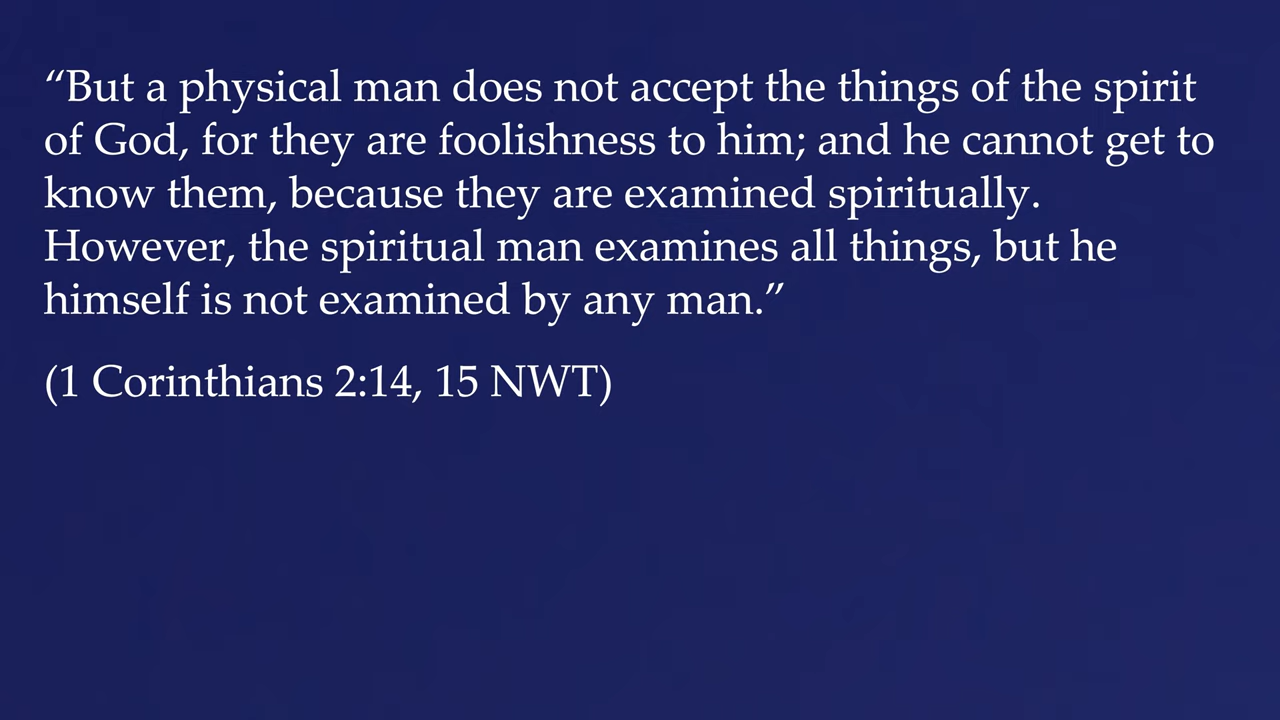 “But a physical man does not accept the things of the spirit
of God, for they are foolishness to him; and he cannot get to
know them, because they are examined spiritually.
However, the spiritual man examines all things, but he
himself is not examined by any man.”
(1 Corinthians 2:14, 15 NWT)